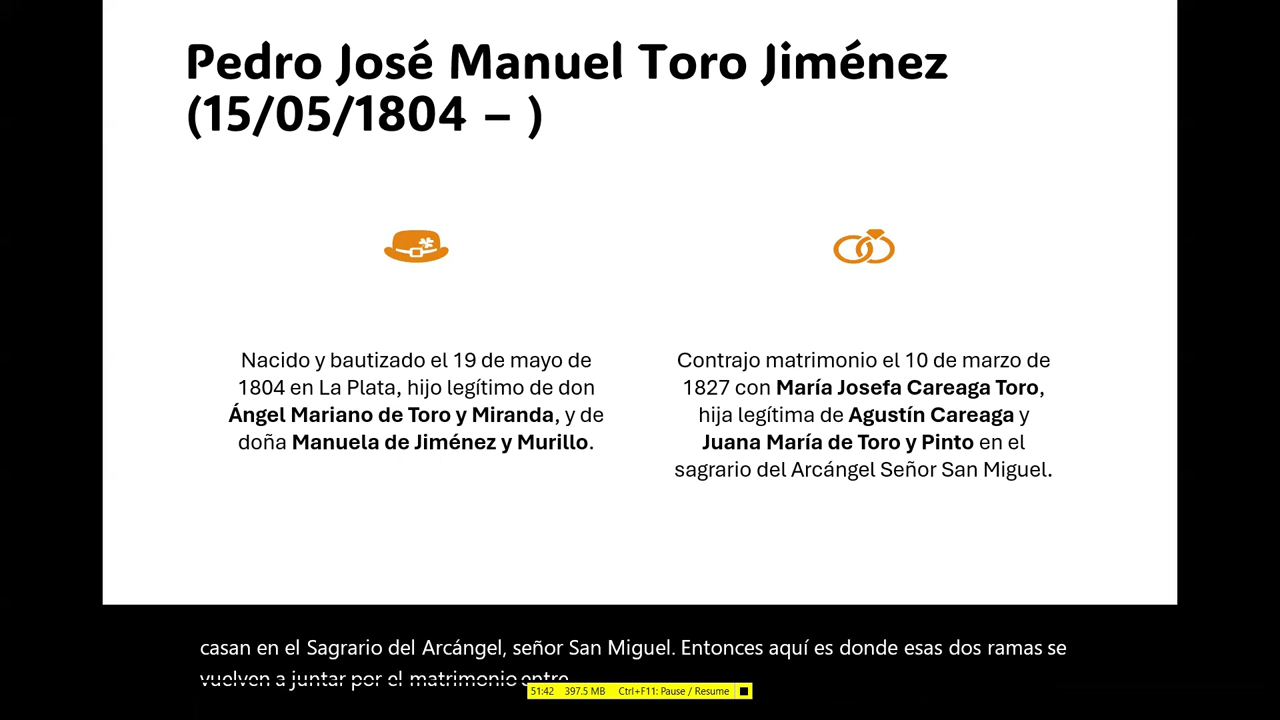 Pedro José Manuel Toro Jiménez
(15/05/1804 – )
Nacido y bautizado el 19 de mayo de
1804 en La Plata, hijo legítimo de don
Ángel Mariano de Toro y Miranda, y de
doña Manuela de Jiménez y Murillo.
Contrajo matrimonio el 10 de marzo de
1827 con María Josefa Careaga Toro,
hija legítima de Agustín Careaga y
Juana María de Toro y Pinto en el
sagrario del Arcángel Señor San Miguel.
casan en el Sagrario del Arcángel, señor San Miguel. Entonces aquí es donde esas dos ramas se
vuelven a juntar por el matrimonio entre
51:42 397.5 MB Ctrl+F11: Pause / Resume